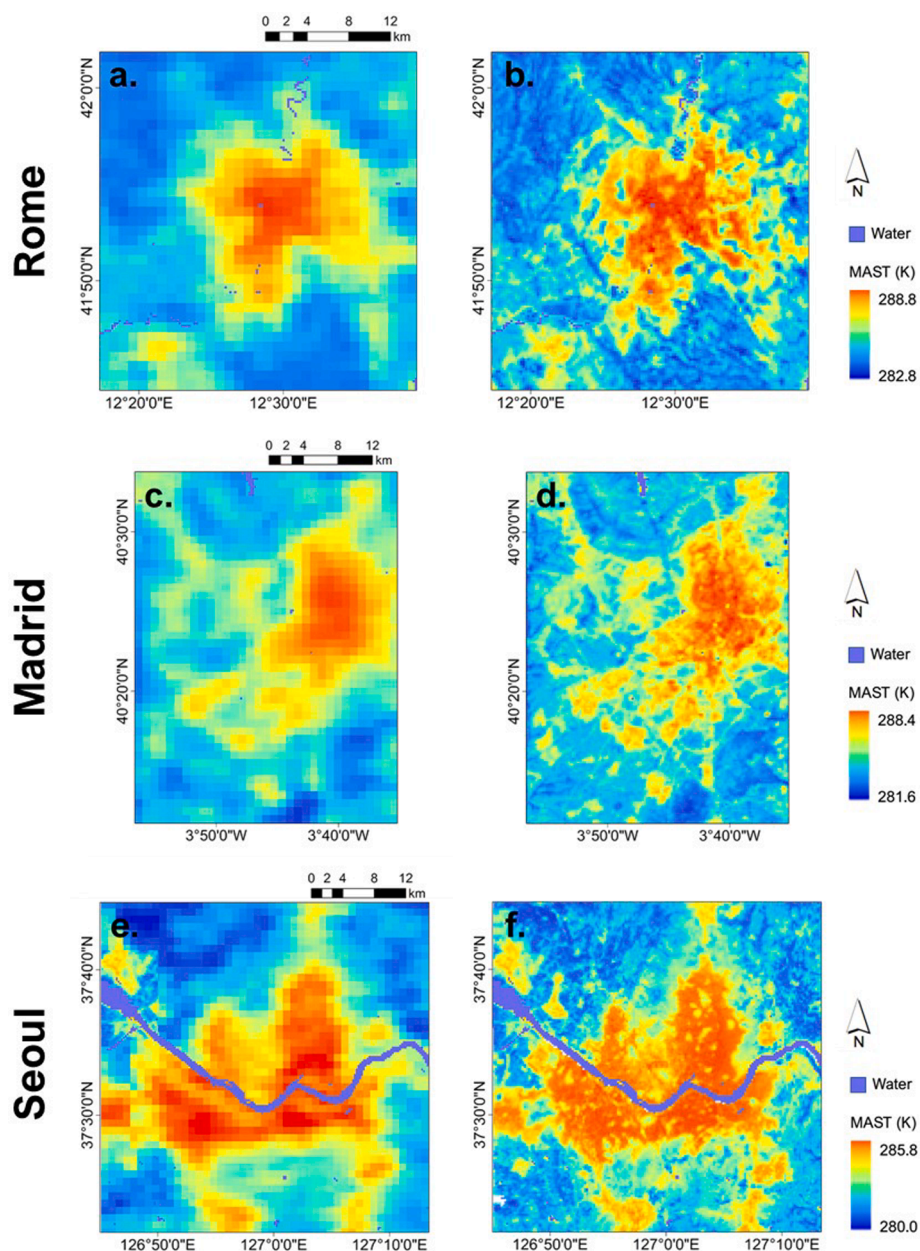 0 2 4 8 12
km
a.
b.
42°0'0"N
41°50'0"N
42°0'0"N
41°50'0"N
Rome
N
Water
MAST (K)
288.8
282.8
12°20'0"E 12°30'0"E
12°20'0"E 12°30'0"E
0 2 4 8 12
km
c.
d.
40°30'0"N
40°20'0"N
40°30'0"N
40°20'0"N
Madrid
N
Water
MAST (K)
288.4
281.6
3°50'0"W 3°40'0"W
3°50'0"W 3°40'0"W
0 2 4 8 12
km
e.
f.
37°40'0"N
37°30'0"N
37°40'0"N
37°30'0"N
Seoul
N
Water
MAST (K)
285.8
280.0
126°50'0"E 127°0'0"E 127°10'0"E
126°50'0"E 127°0'0"E 127°10'0"E